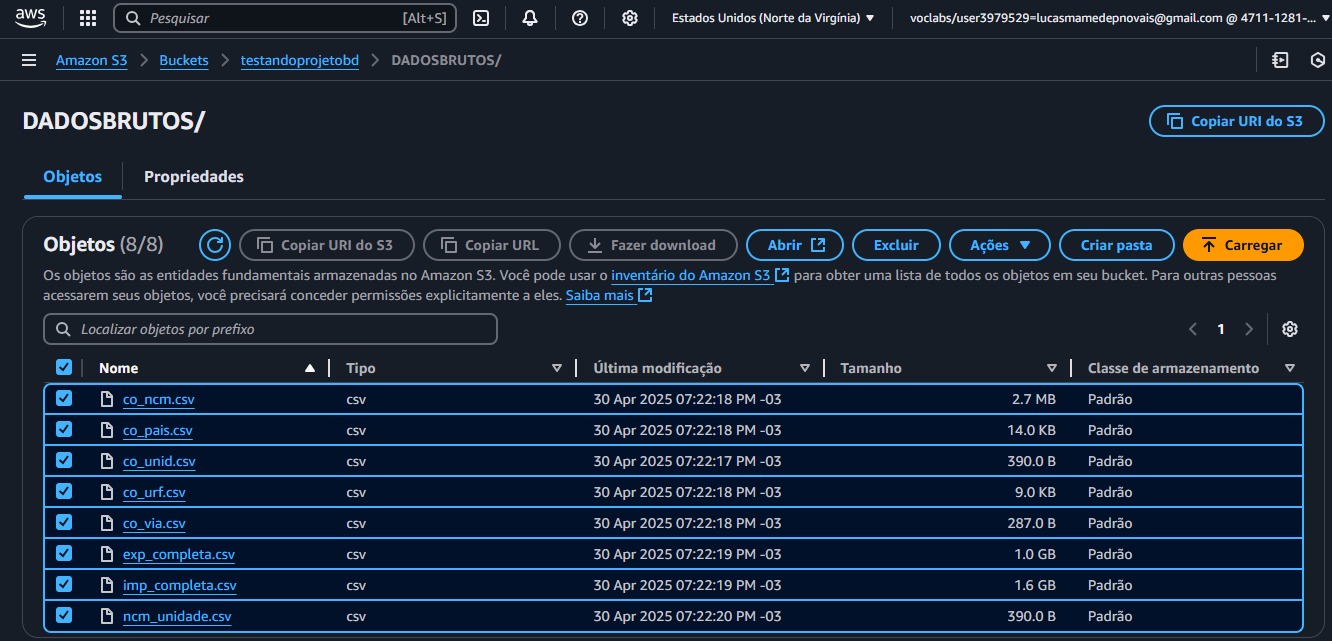 aws
Pesquisar [Alt+S] Estados Unidos (Norte da Virgínia) voclabs/user3979529=lucasmamedepnovais@gmail.com @ 4711-1281-...
Amazon S3 Buckets testandoprojetobd DADOSBRUTOS/
DADOSBRUTOS/ Copiar URI do S3
Objetos Propriedades
Objetos (8/8) Copiar URI do S3 Copiar URL Fazer download Abrir Excluir Ações Criar pasta Carregar
Os objetos são as entidades fundamentais armazenadas no Amazon S3. Você pode usar o inventário do Amazon S3 para obter uma lista de todos os objetos em seu bucket. Para outras pessoas
acessarem seus objetos, você precisará conceder permissões explicitamente a eles. Saiba mais
Localizar objetos por prefixo 1
Nome Tipo Última modificação Tamanho Classe de armazenamento
co_ncm.csv csv 30 Apr 2025 07:22:18 PM -03 2.7 MB Padrão
co_pais.csv csv 30 Apr 2025 07:22:18 PM -03 14.0 KB Padrão
co_unid.csv csv 30 Apr 2025 07:22:17 PM -03 390.0 B Padrão
co_urf.csv csv 30 Apr 2025 07:22:18 PM -03 9.0 KB Padrão
co_via.csv csv 30 Apr 2025 07:22:18 PM -03 287.0 B Padrão
exp_completa.csv csv 30 Apr 2025 07:22:19 PM -03 1.0 GB Padrão
imp_completa.csv csv 30 Apr 2025 07:22:19 PM -03 1.6 GB Padrão
ncm_unidade.csv csv 30 Apr 2025 07:22:20 PM -03 390.0 B Padrão